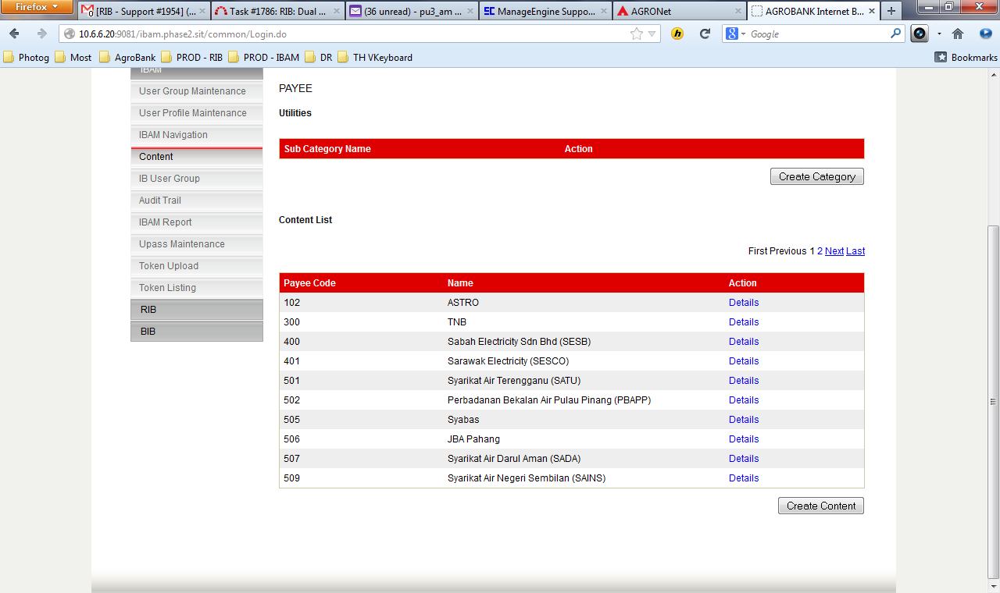 Firefox
[RIB - Support #1954] (...
Task #1786: RIB: Dual ...
(36 unread) - pu3_am ...
ManageEngine Suppo...
AGRONet
AGROBANK Internet B...
10.6.6.20:9081/ibam.phase2.sit/common/Login.do
Google
Photog
Most
AgroBank
PROD - RIB
PROD - IBAM
DR
TH VKeyboard
Bookmarks
IBAM
User Group Maintenance
User Profile Maintenance
IBAM Navigation
Content
IB User Group
Audit Trail
IBAM Report
Upass Maintenance
Token Upload
Token Listing
RIB
BIB
PAYEE
Utilities
Sub Category Name Action
Create Category
Content List
First Previous 1 2 Next Last
Payee Code Name Action
102 ASTRO Details
300 TNB Details
400 Sabah Electricity Sdn Bhd (SESB) Details
401 Sarawak Electricity (SESCO) Details
501 Syarikat Air Terengganu (SATU) Details
502 Perbadanan Bekalan Air Pulau Pinang (PBAPP) Details
505 Syabas Details
506 JBA Pahang Details
507 Syarikat Air Darul Aman (SADA) Details
509 Syarikat Air Negeri Sembilan (SAINS) Details
Create Content